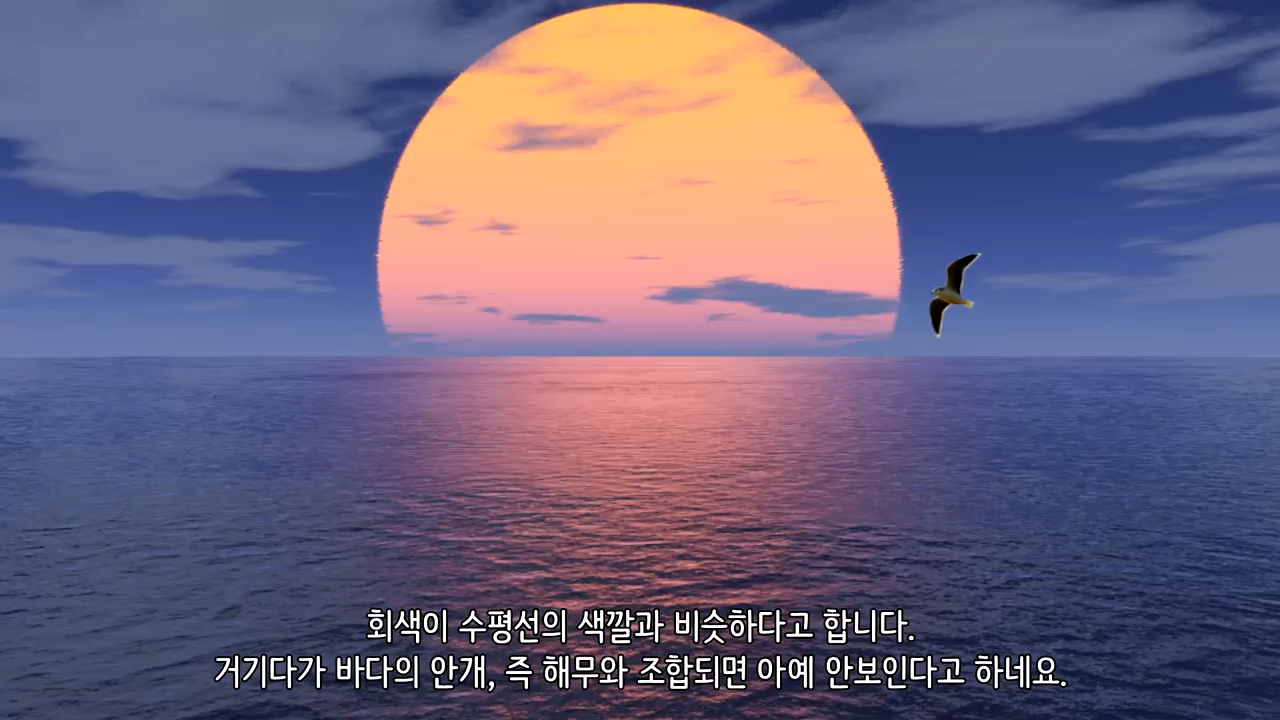 회색이 수평선의 색깔과 비슷하다고 합니다.
거기다가 바다의 안개, 즉 해무와 조합되면 아예 안보인다고 하네요.